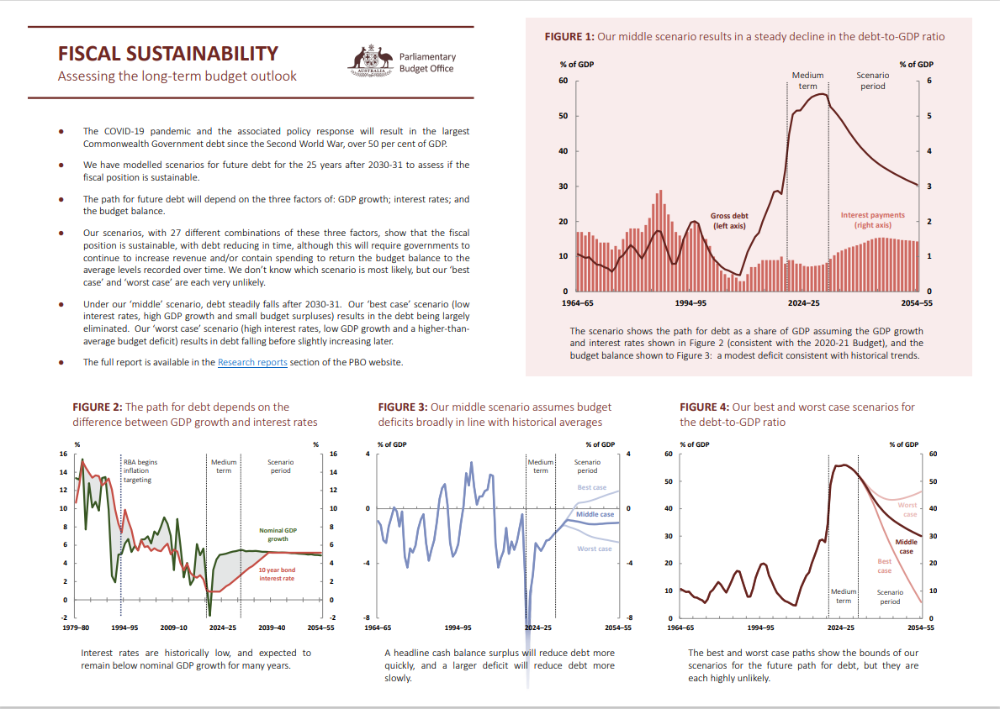 FISCAL SUSTAINABILITY
Assessing the long-term budget outlook
AUSTRALIA
Parliamentary
Budget Office
● The COVID-19 pandemic and the associated policy response will result in the largest
Commonwealth Government debt since the Second World War, over 50 per cent of GDP.
● We have modelled scenarios for future debt for the 25 years after 2030-31 to assess if the
fiscal position is sustainable.
● The path for future debt will depend on the three factors of: GDP growth; interest rates; and
the budget balance.
● Our scenarios, with 27 different combinations of these three factors, show that the fiscal
position is sustainable, with debt reducing in time, although this will require governments to
continue to increase revenue and/or contain spending to return the budget balance to the
average levels recorded over time. We don't know which scenario is most likely, but our 'best
case' and 'worst case' are each very unlikely.
● Under our 'middle' scenario, debt steadily falls after 2030-31. Our 'best case' scenario (low
interest rates, high GDP growth and small budget surpluses) results in the debt being largely
eliminated. Our 'worst case' scenario (high interest rates, low GDP growth and a higher-than-
average budget deficit) results in debt falling before slightly increasing later.
● The full report is available in the Research reports section of the PBO website.
FIGURE 1: Our middle scenario results in a steady decline in the debt-to-GDP ratio
% of GDP % of GDP
Medium Scenario
term period
60 6
50 5
40 4
30 3
Gross debt Interest payments
(left axis) (right axis)
20 2
10 1
0 0
1964–65 1994–95 2024–25 2054–55
The scenario shows the path for debt as a share of GDP assuming the GDP growth
and interest rates shown in Figure 2 (consistent with the 2020-21 Budget), and the
budget balance shown to Figure 3: a modest deficit consistent with historical trends.
FIGURE 2: The path for debt depends on the
difference between GDP growth and interest rates
% %
16 16
RBA begins Medium Scenario
inflation term period
targeting
14 14
12 12
10 10
8 8
Nominal GDP
growth
6 6
4 4
10 year bond
interest rate
2 2
0 0
-2 -2
1979–80 1994–95 2009–10 2024–25 2039–40 2054–55
Interest rates are historically low, and expected to
remain below nominal GDP growth for many years.
FIGURE 3: Our middle scenario assumes budget
deficits broadly in line with historical averages
% of GDP % of GDP
4 4
Medium Scenario
term period
Best case
0 0
Middle case
Worst case
-4 -4
-8 -8
1964–65 1994–95 2024–25 2054–55
A headline cash balance surplus will reduce debt more
quickly, and a larger deficit will reduce debt more
slowly.
FIGURE 4: Our best and worst case scenarios for
the debt-to-GDP ratio
% of GDP % of GDP
60 60
50 50
40 40
Worst
case
30 30
Middle
case
20 20
Best
case
10 10
Medium Scenario
term period
0 0
1964–65 1994–95 2024–25 2054–55
The best and worst case paths show the bounds of our
scenarios for the future path for debt, but they are
each highly unlikely.